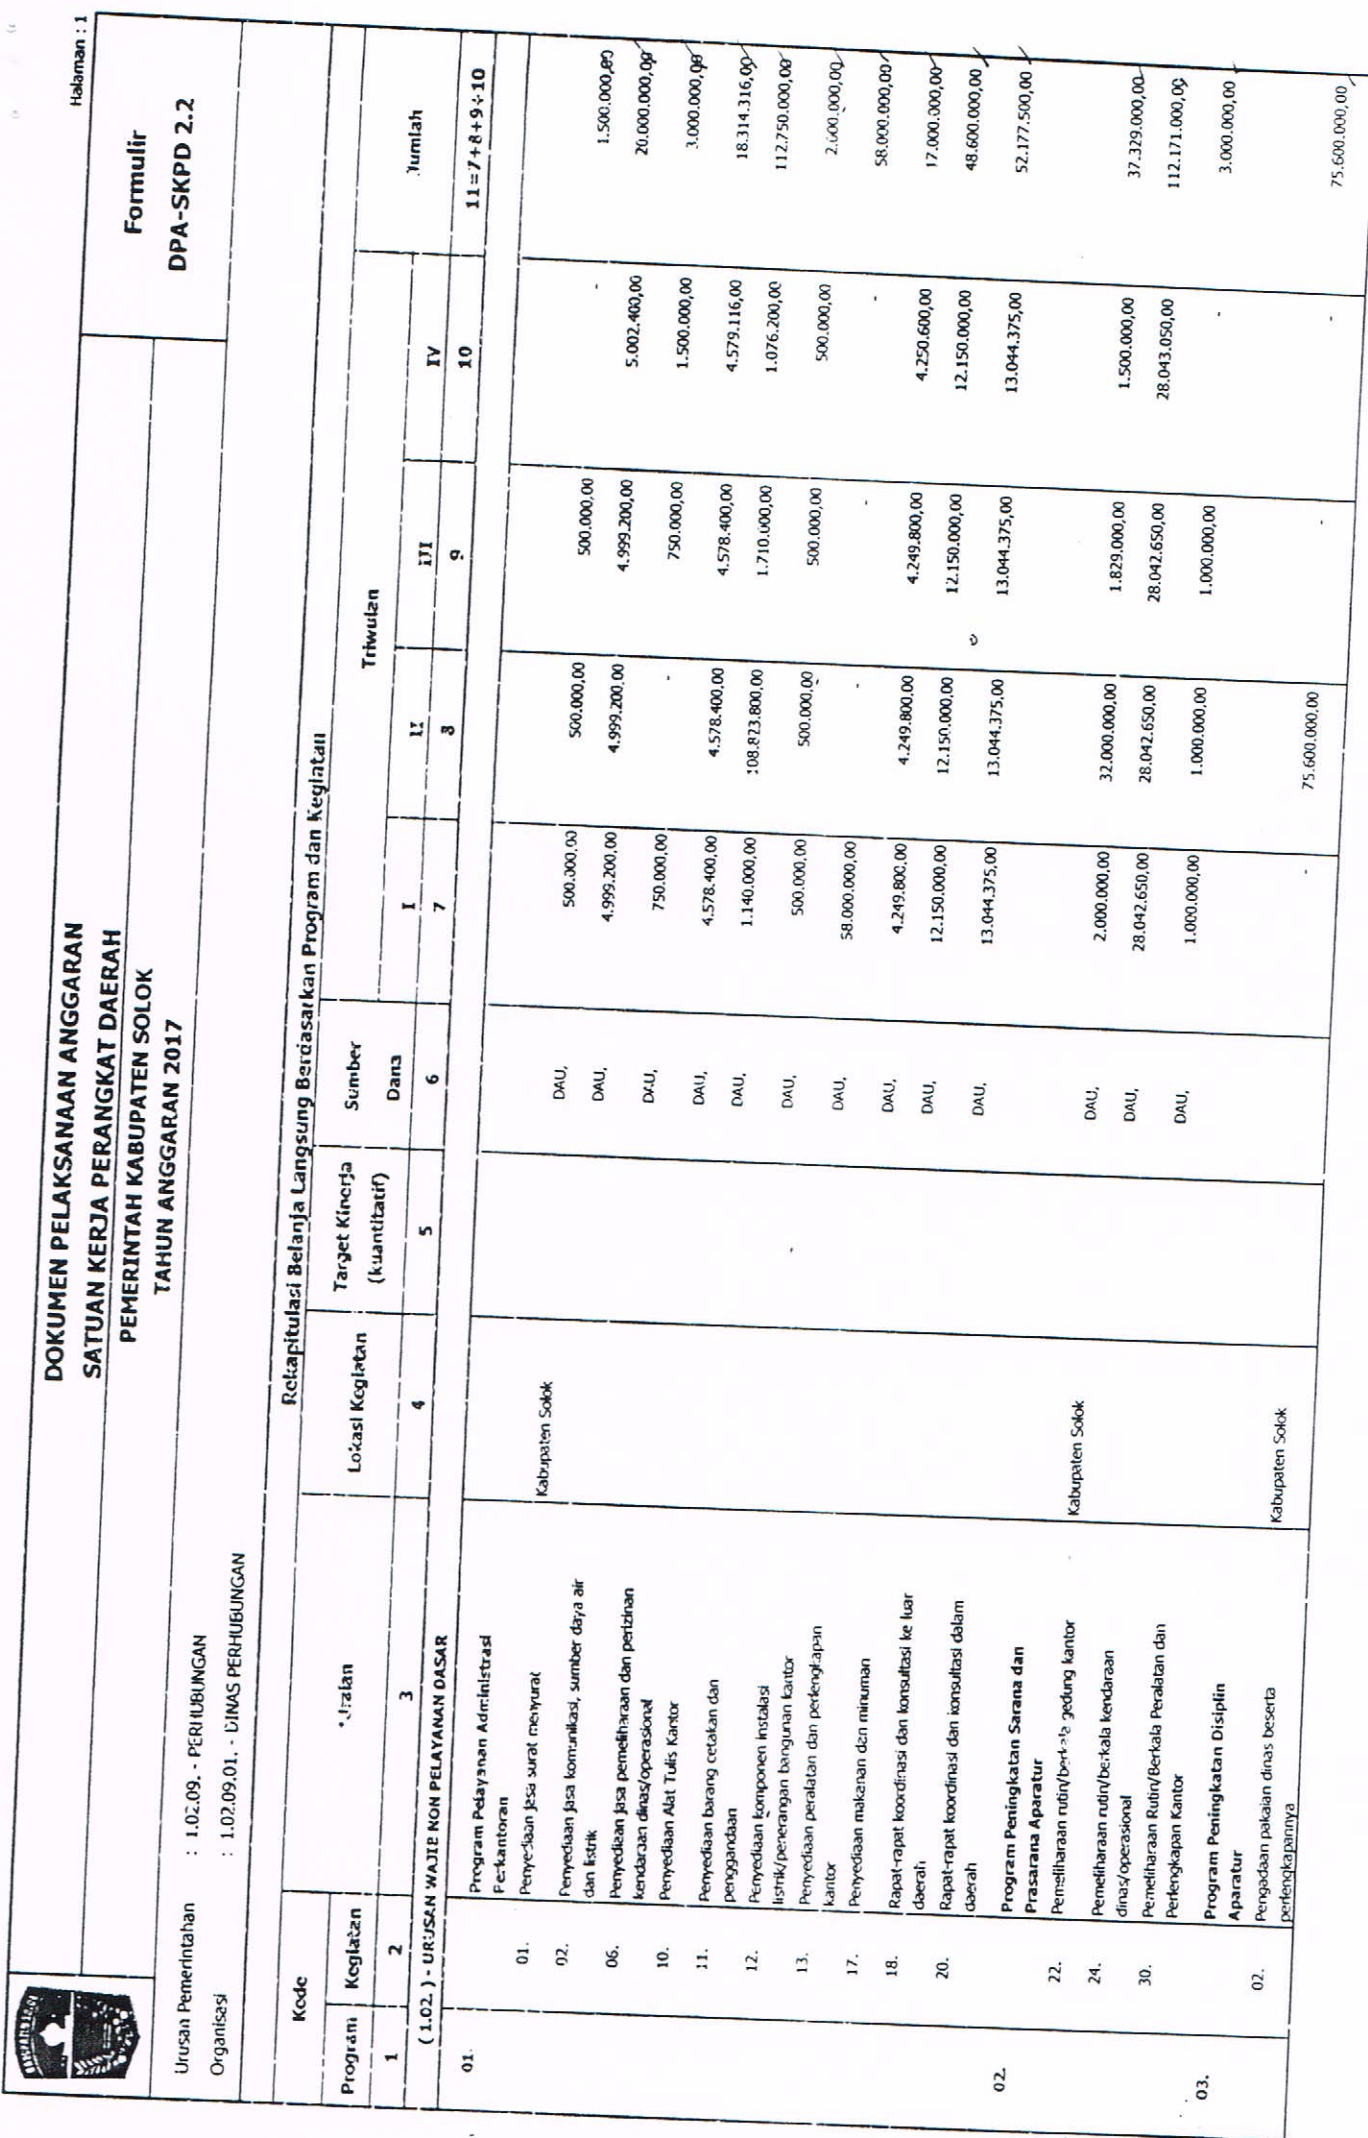 Halaman : 1
DOKUMEN PELAKSANAAN ANGGARAN
SATUAN KERJA PERANGKAT DAERAH
PEMERINTAH KABUPATEN SOLOK
TAHUN ANGGARAN 2017
Formulir
DPA-SKPD 2.2
Urusan Pemerintahan : 1.02.09. - PERHUBUNGAN
Organisasi : 1.02.09.01. - DINAS PERHUBUNGAN
Rekapitulasi Belanja Langsung Berdasarkan Program dan Kegiatan
Kode Uraian Lokasi Kegiatan Target Kinerja (kuantitatif) Sumber Dana Triwulan Jumlah
Program Kegiatan I II III IV
1 2 3 4 5 6 7 8 9 10 11=7+8+9+10
( 1.02. ) - URUSAN WAJIB NON PELAYANAN DASAR
01. Program Pelayanan Administrasi
Perkantoran
01. Penyediaan jasa surat menyurat Kabupaten Solok DAU, 500.000,00 500.000,00 500.000,00 - 1.500.000,00
02. Penyediaan jasa komunikasi, sumber daya air DAU, 4.999.200,00 4.999.200,00 4.999.200,00 5.002.400,00 20.000.000,00
dan listrik
06. Penyediaan jasa pemeliharaan dan perizinan DAU, 750.000,00 - 750.000,00 1.500.000,00 3.000.000,00
kendaraan dinas/operasional
10. Penyediaan Alat Tulis Kantor DAU, 4.578.400,00 4.578.400,00 4.578.400,00 4.579.116,00 18.314.316,00
11. Penyediaan barang cetakan dan DAU, 1.140.000,00 108.823.800,00 1.710.000,00 1.076.200,00 112.750.000,00
penggandaan
12. Penyediaan komponen instalasi DAU, 500.000,00 500.000,00 500.000,00 500.000,00 2.000.000,00
listrik/penerangan bangunan kantor
13. Penyediaan peralatan dan perlengkapan DAU, 58.000.000,00 - - - 58.000.000,00
kantor
17. Penyediaan makanan dan minuman DAU, 4.249.800,00 4.249.800,00 4.249.800,00 4.250.600,00 17.000.000,00
18. Rapat-rapat koordinasi dan konsultasi ke luar DAU, 12.150.000,00 12.150.000,00 12.150.000,00 12.150.000,00 48.600.000,00
daerah
20. Rapat-rapat koordinasi dan konsultasi dalam DAU, 13.044.375,00 13.044.375,00 13.044.375,00 13.044.375,00 52.177.500,00
daerah
02. Program Peningkatan Sarana dan
Prasarana Aparatur
22. Pemeliharaan rutin/berkala gedung kantor Kabupaten Solok DAU, 2.000.000,00 32.000.000,00 1.829.000,00 1.500.000,00 37.329.000,00
24. Pemeliharaan rutin/berkala kendaraan DAU, 28.042.650,00 28.042.650,00 28.042.650,00 28.043.050,00 112.171.000,00
dinas/operasional
30. Pemeliharaan Rutin/Berkala Peralatan dan DAU, 1.000.000,00 1.000.000,00 1.000.000,00 - 3.000.000,00
Perlengkapan Kantor
03. Program Peningkatan Disiplin
Aparatur
02. Pengadaan pakaian dinas beserta Kabupaten Solok - 75.600.000,00 - - 75.600.000,00
perlengkapannya